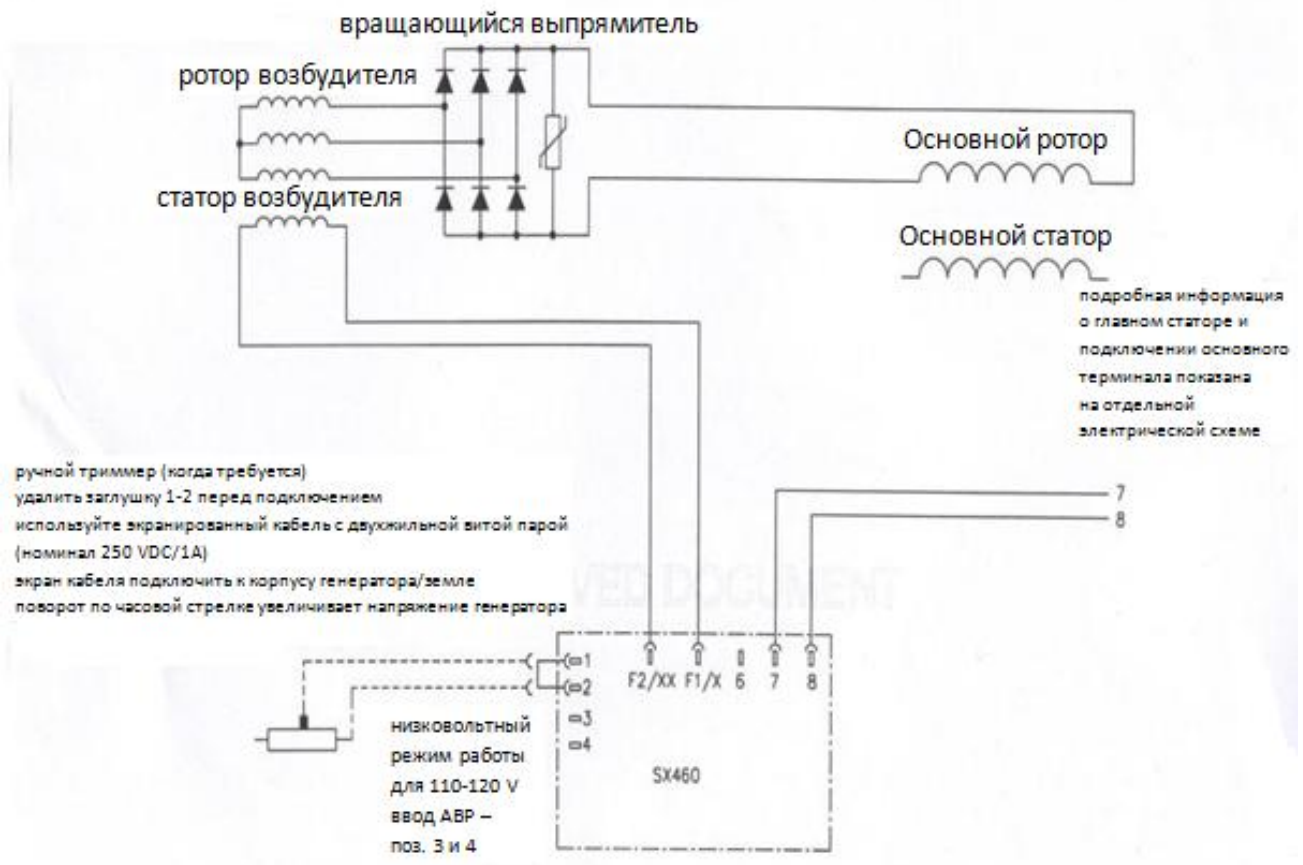 вращающийся выпрямитель
ротор возбудителя
статор возбудителя
Основной ротор
Основной статор
подробная информация
о главном статоре и
подключении основного
терминала показана
на отдельной
электрической схеме
ручной триммер (когда требуется)
удалить заглушку 1-2 перед подключением
используйте экранированный кабель с двухжильной витой парой
(номинал 250 VDC/1A)
экран кабеля подключить к корпусу генератора/земле
поворот по часовой стрелке увеличивает напряжение генератора
7
8
VED DOCUMENT
1
2
3
4
F2/XX F1/X 6 7 8
SX460
низковольтный
режим работы
для 110-120 V
ввод АВР –
поз. 3 и 4